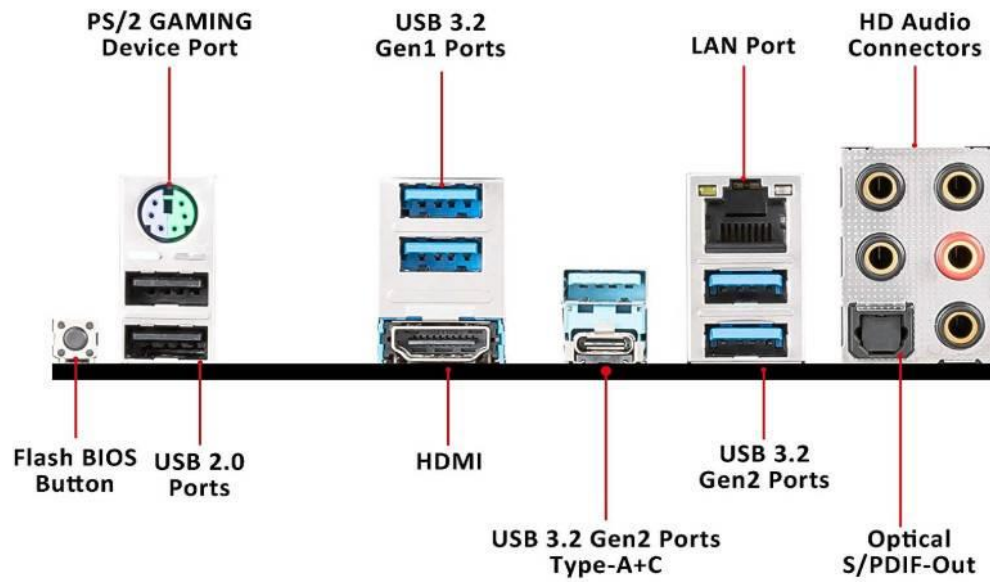 PS/2 GAMING
Device Port
USB 3.2
Gen1 Ports
LAN Port
HD Audio
Connectors
Flash BIOS
Button
USB 2.0
Ports
HDMI
USB 3.2 Gen2 Ports
Type-A+C
USB 3.2
Gen2 Ports
Optical
S/PDIF-Out